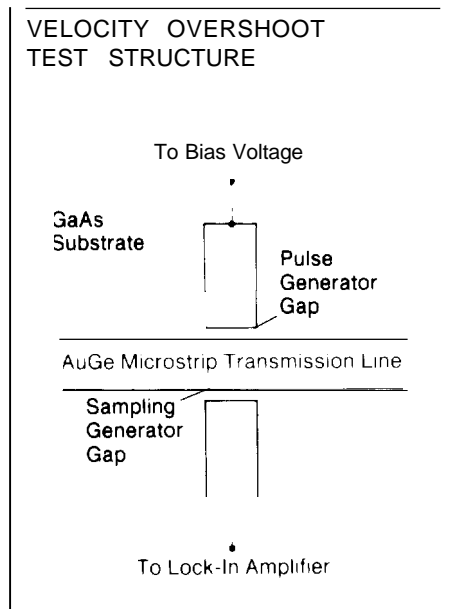 VELOCITY OVERSHOOT
TEST STRUCTURE
To Bias Voltage
GaAs
Substrate
Pulse
Generator
Gap
AuGe Microstrip Transmission Line
Sampling
Generator
Gap
To Lock-In Amplifier